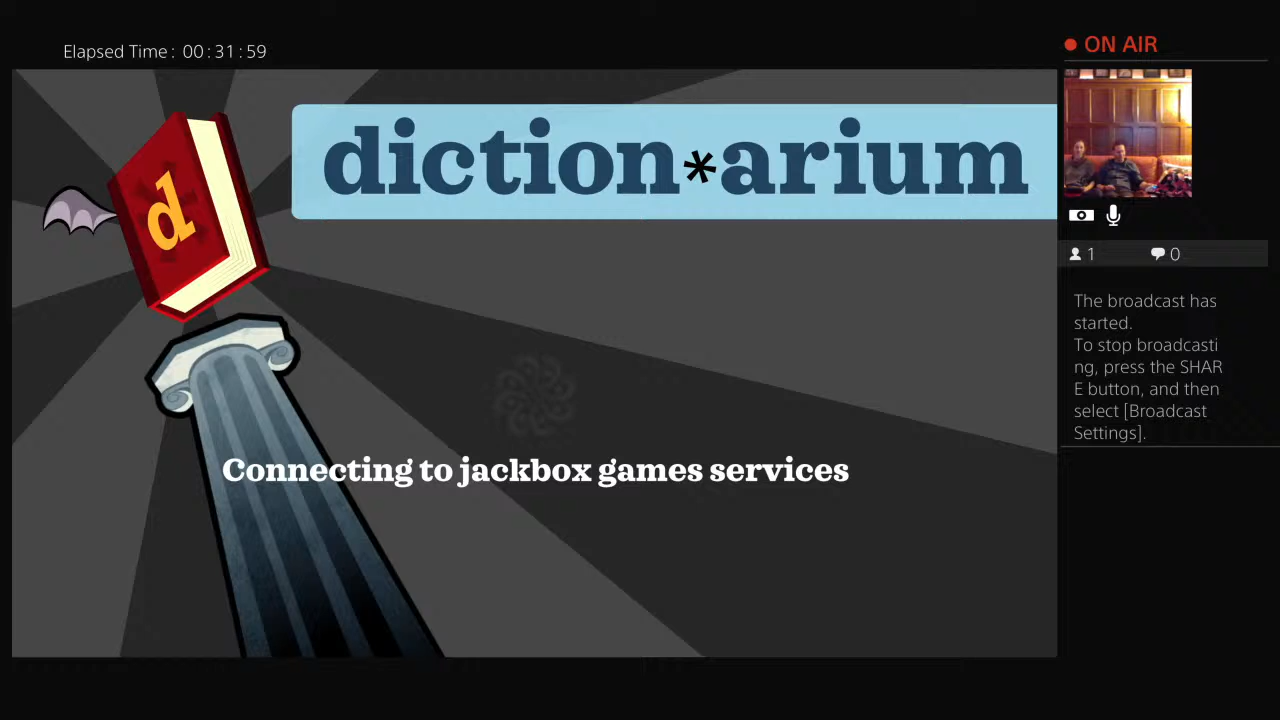 Elapsed Time: 00:31:59
ON AIR
diction*arium
d
1 0
The broadcast has
started.
To stop broadcasti
ng, press the SHAR
E button, and then
select [Broadcast
Settings].
Connecting to jackbox games services